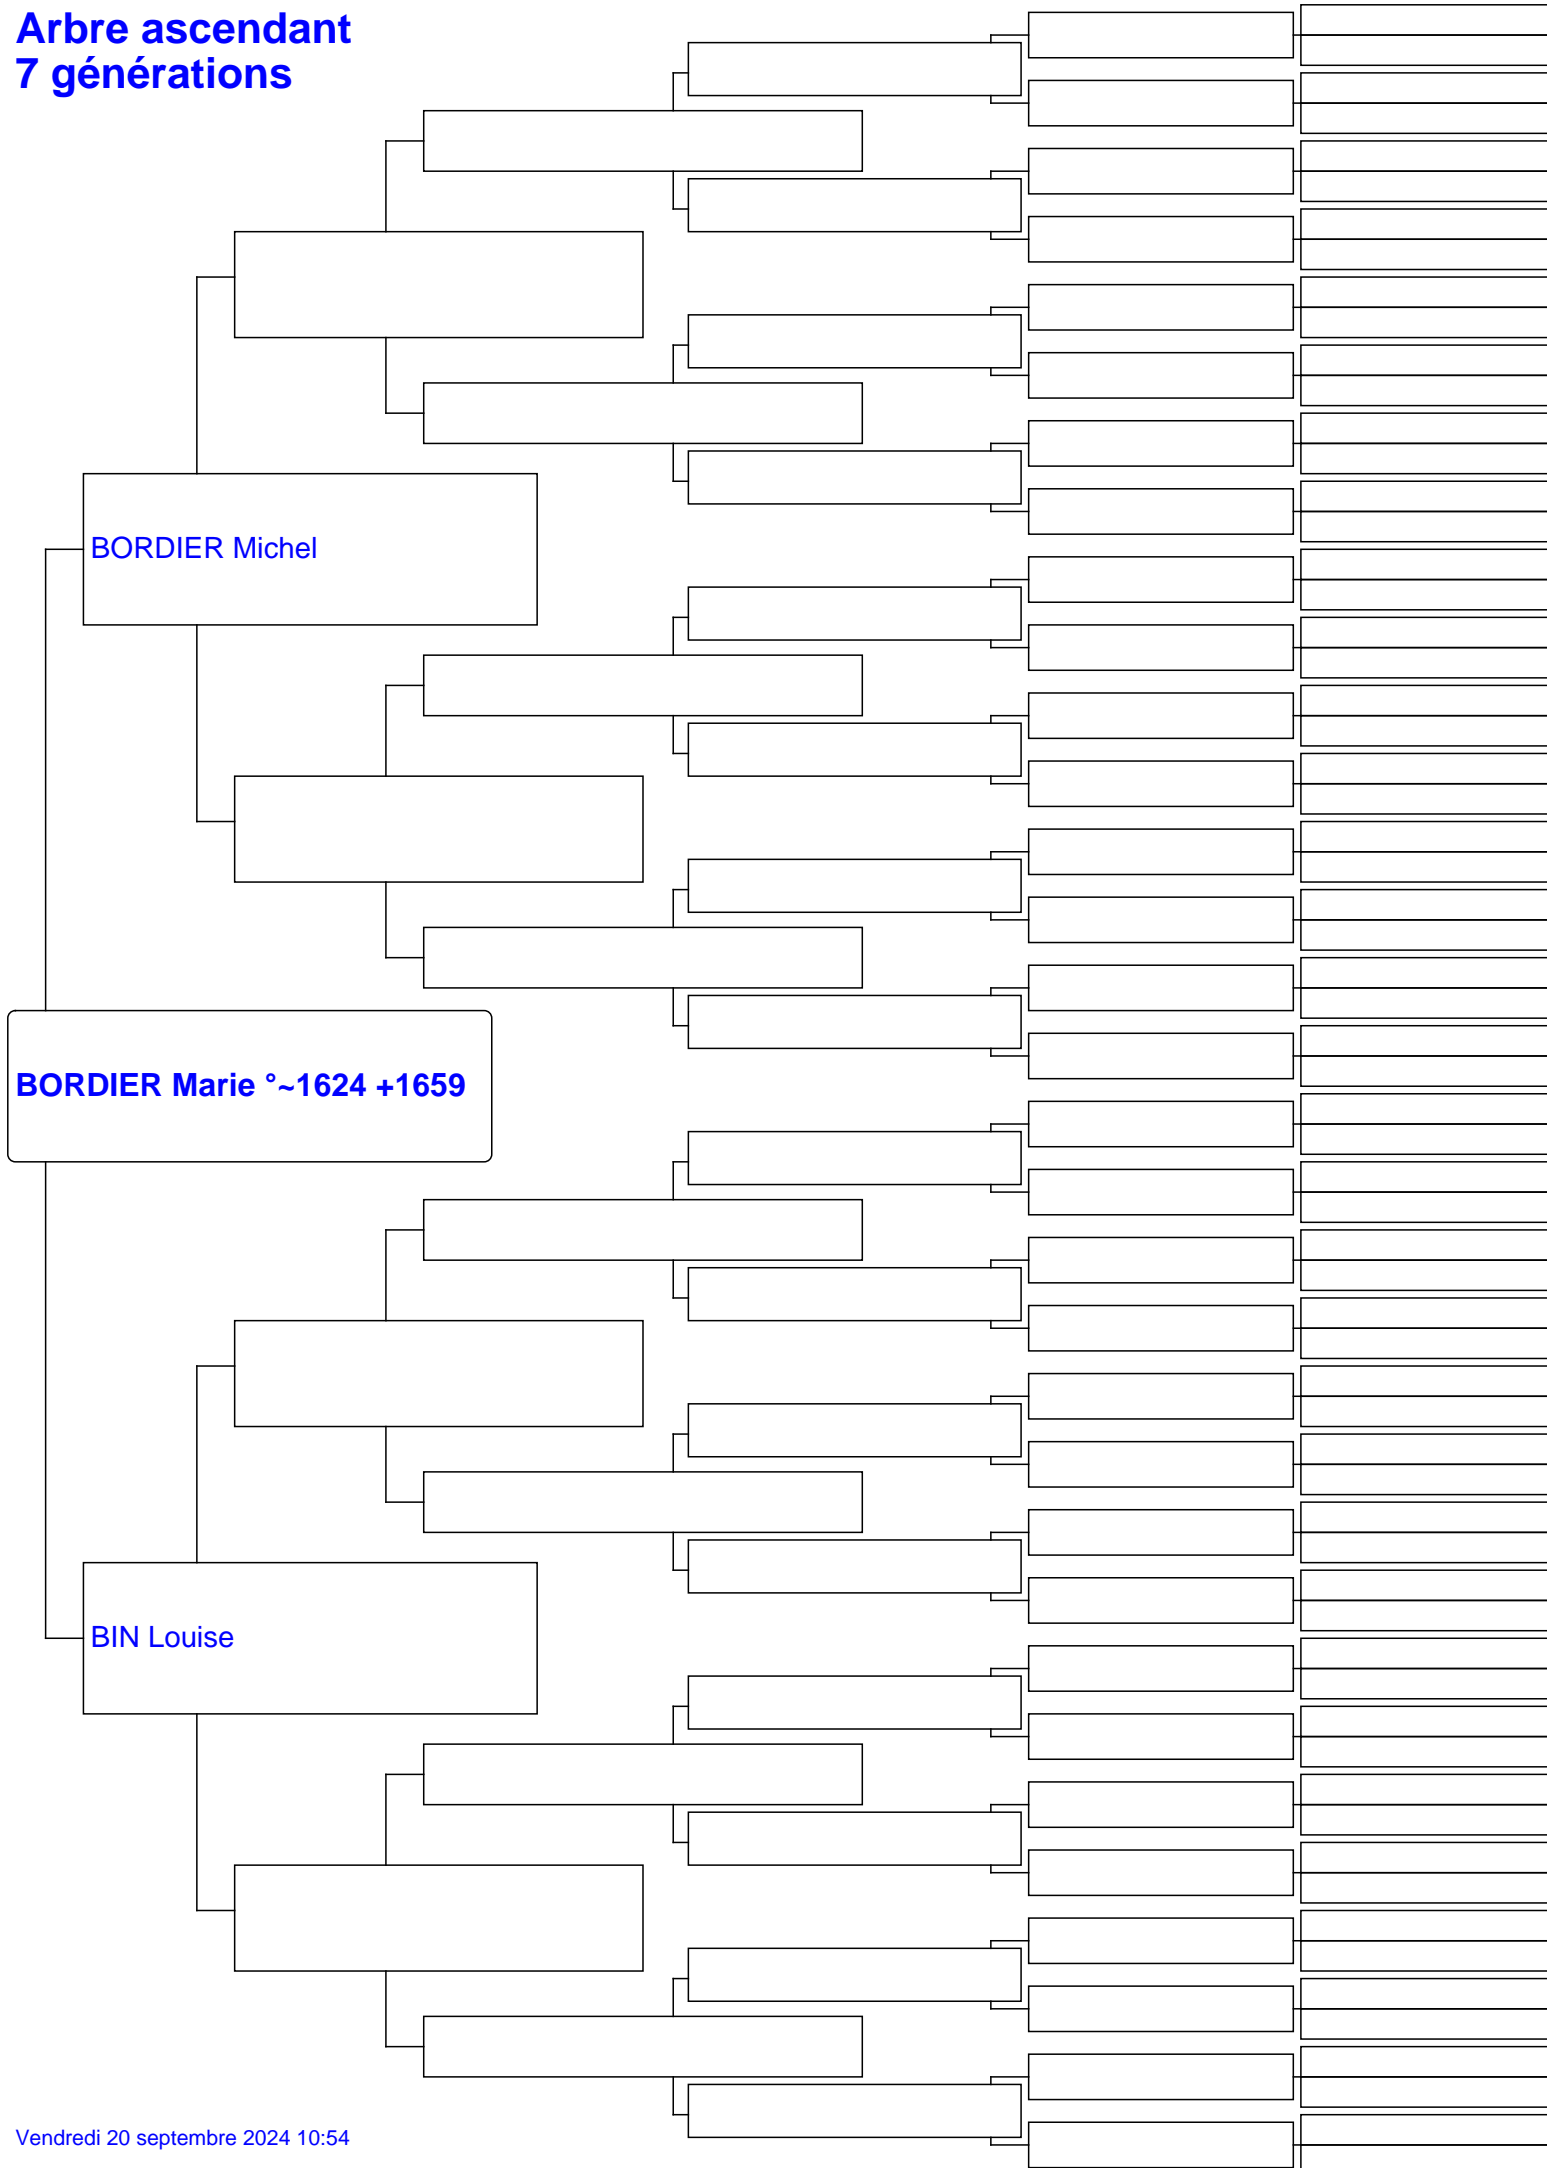 Arbre ascendant
7 générations
BORDIER Michel
BORDIER Marie °~1624 +1659
BIN Louise
Vendredi 20 septembre 2024 10:54